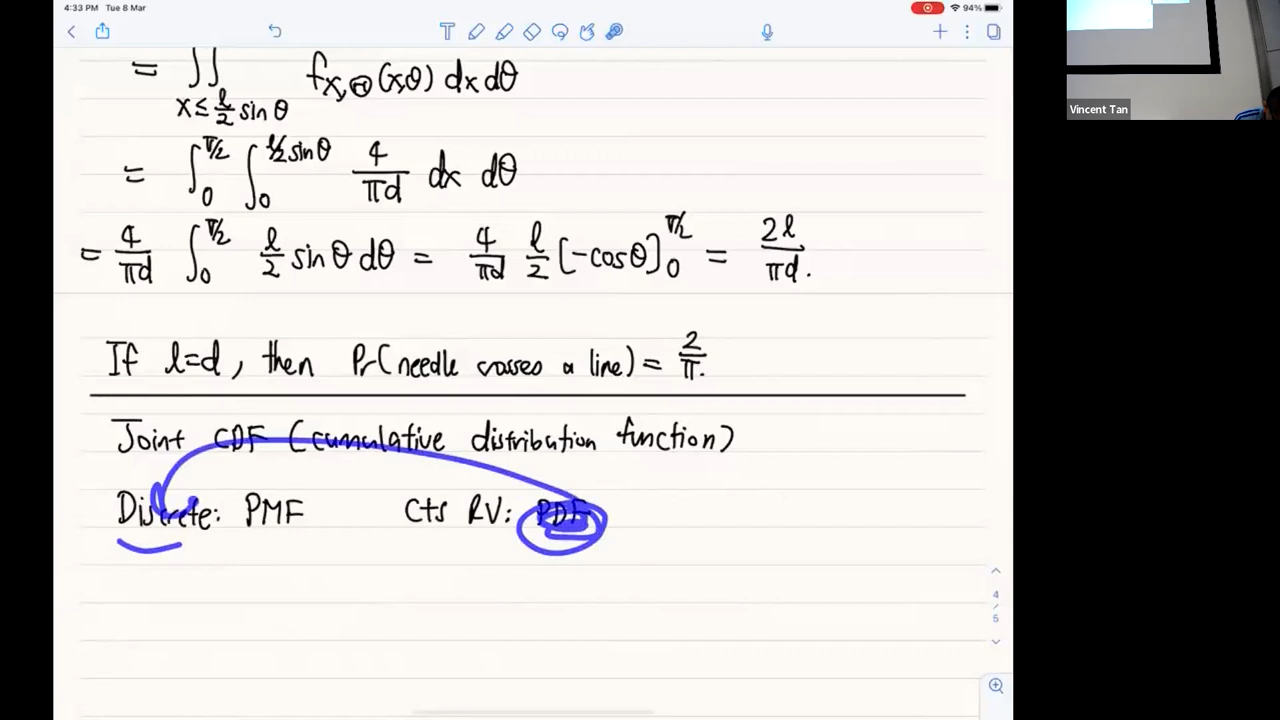 4:33 PM Tue 8 Mar
94%
= ∬ f_{X,Θ}(x,θ) dx dθ
x ≤ l/2 sin θ
= ∫_0^{π/2} ∫_0^{l/2 sin θ} 4/(πd) dx dθ
= 4/(πd) ∫_0^{π/2} l/2 sin θ dθ = 4/(πd) l/2 [-cos θ]_0^{π/2} = 2l/(πd).
If l=d, then Pr(needle crosses a line) = 2/π.
Joint CDF (cumulative distribution function)
Discrete: PMF Cts RV: PDF
4
/
5
Vincent Tan